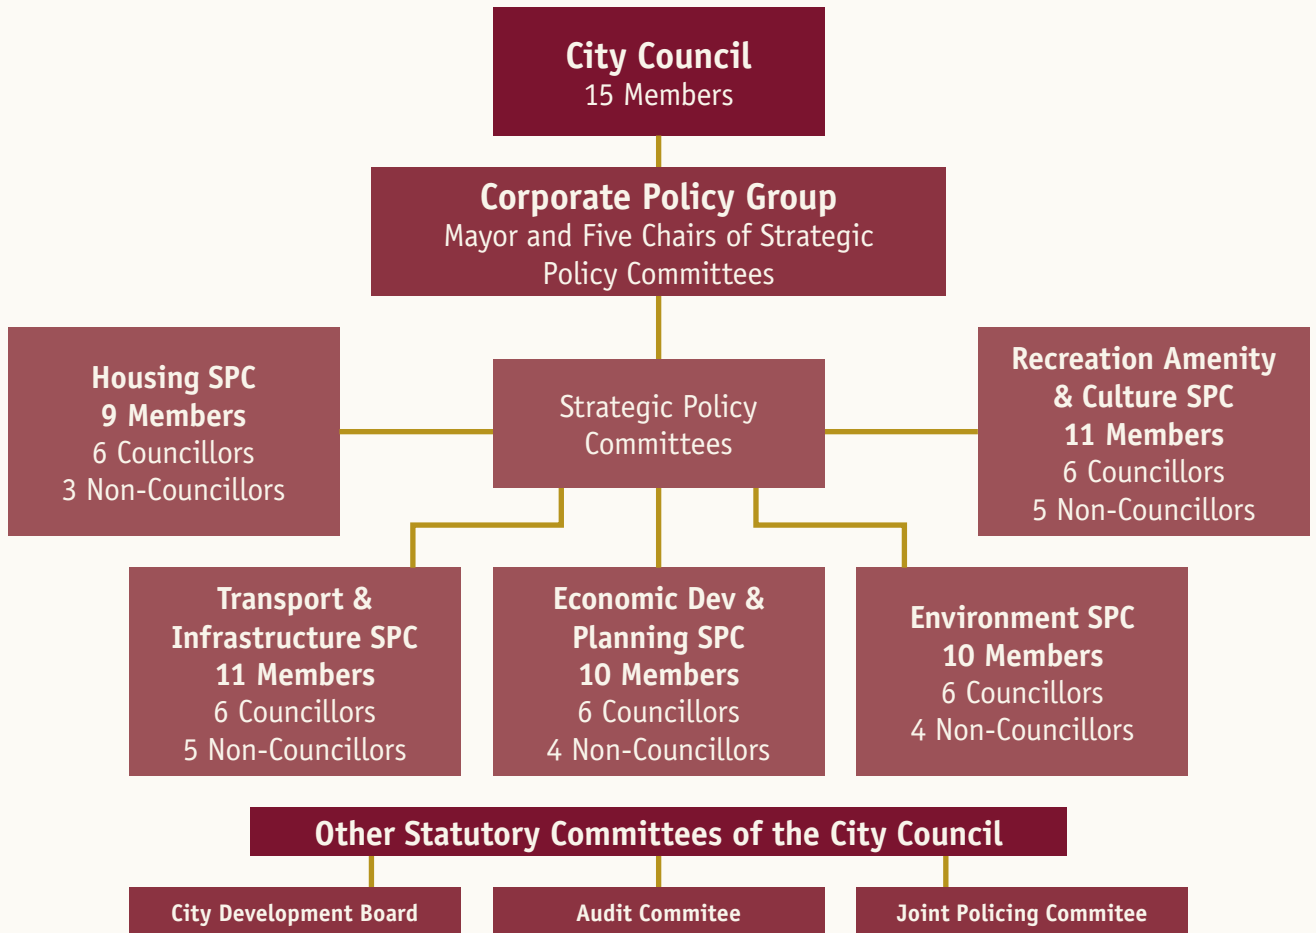 City Council
15 Members
Corporate Policy Group
Mayor and Five Chairs of Strategic
Policy Committees
Housing SPC
9 Members
6 Councillors
3 Non-Councillors
Strategic Policy
Committees
Recreation Amenity
& Culture SPC
11 Members
6 Councillors
5 Non-Councillors
Transport &
Infrastructure SPC
11 Members
6 Councillors
5 Non-Councillors
Economic Dev &
Planning SPC
10 Members
6 Councillors
4 Non-Councillors
Environment SPC
10 Members
6 Councillors
4 Non-Councillors
Other Statutory Committees of the City Council
City Development Board
Audit Commitee
Joint Policing Commitee